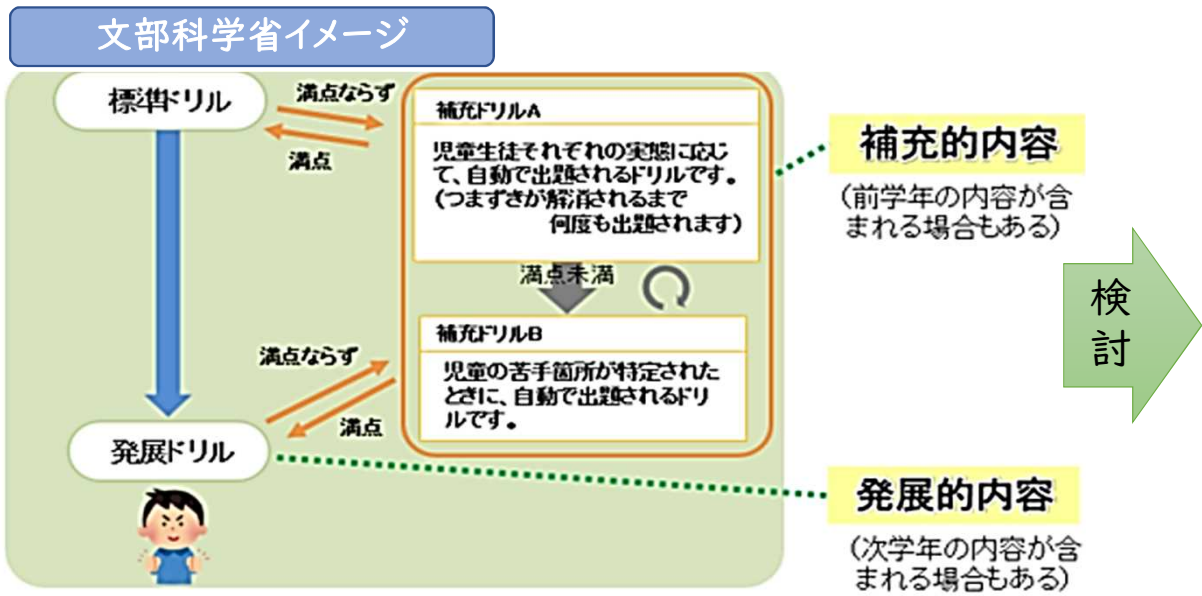 文部科学省イメージ
標準ドリル
満点ならず
満点
補充ドリルA
児童生徒それぞれの実態に応じ
て、自動で出題されるドリルです。
(つまずきが解消されるまで
何度も出題されます)
補充的内容
(前学年の内容が含
まれる場合もある)
満点未満
検
討
補充ドリルB
児童の苦手箇所が特定された
ときに、自動で出題されるドリ
ルです。
満点ならず
満点
発展ドリル
発展的内容
(次学年の内容が含
まれる場合もある)